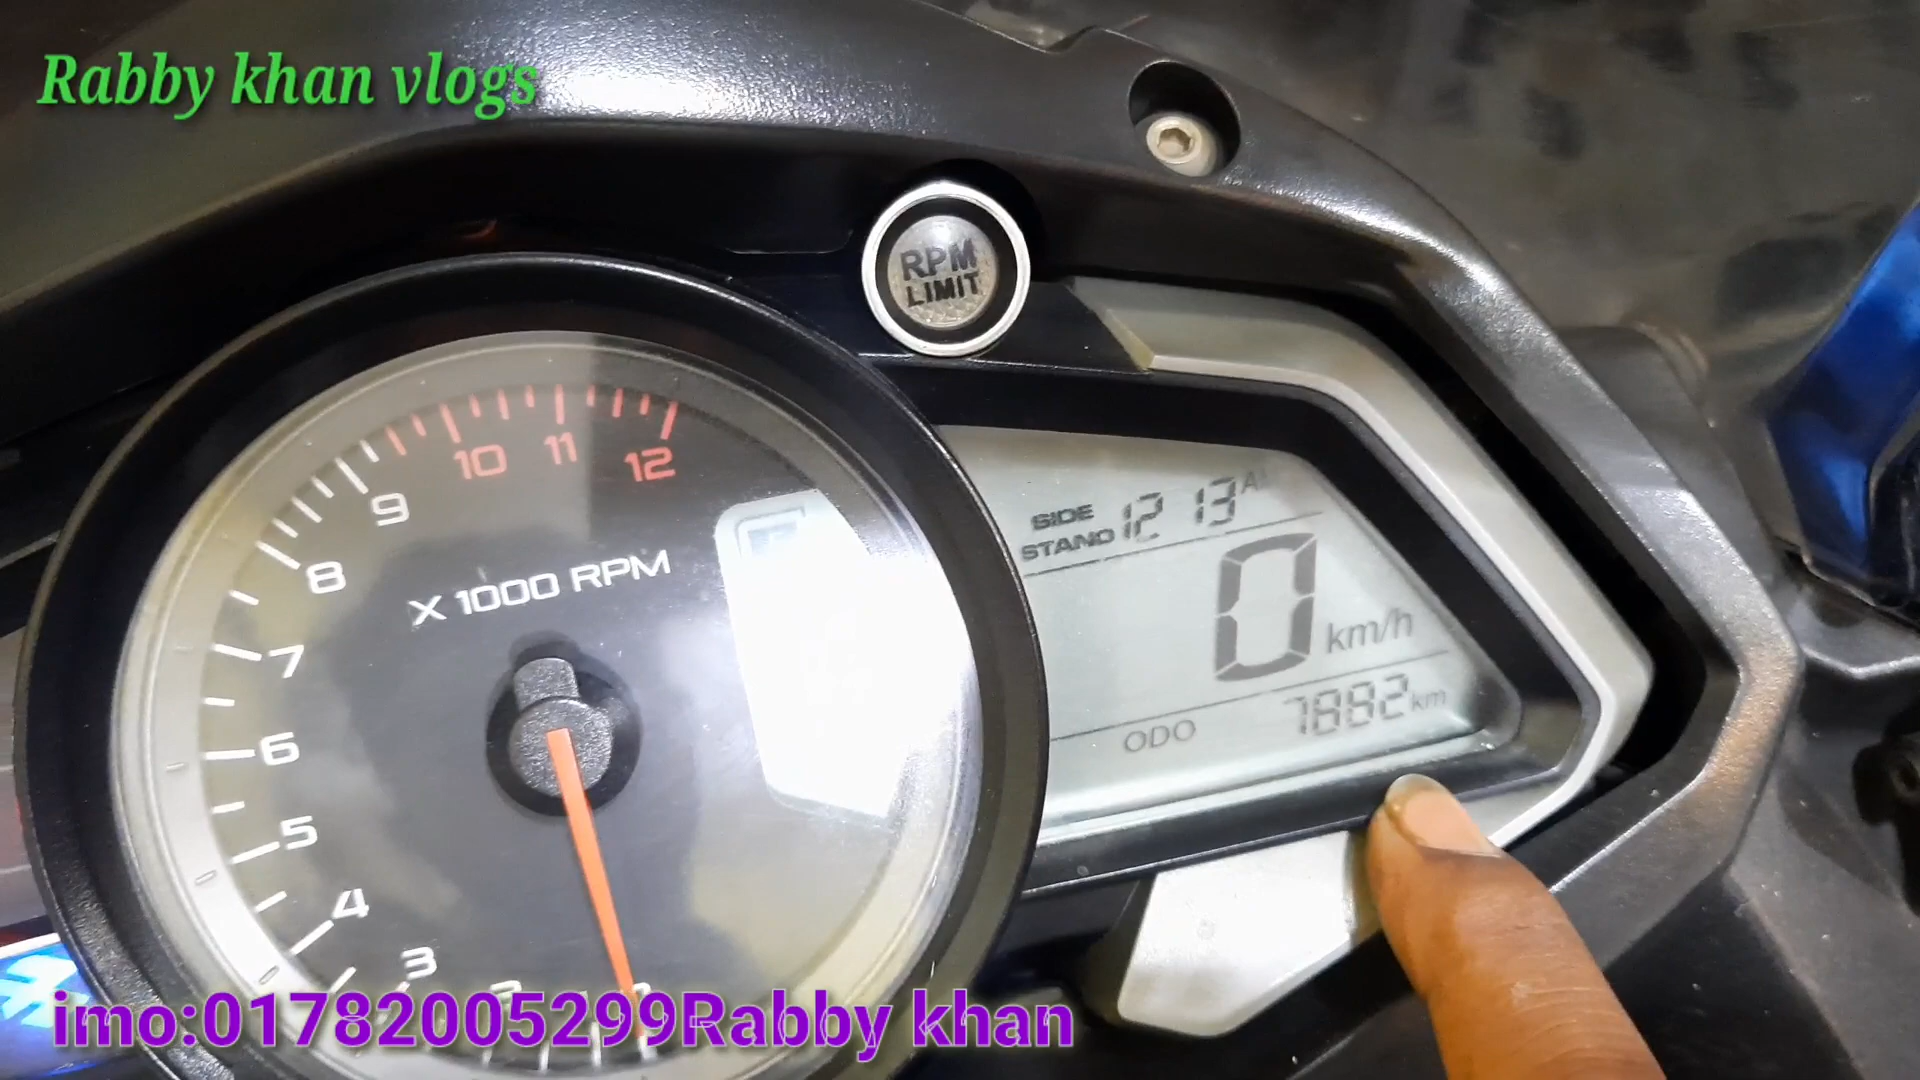 Rabby khan vlogs
RPM
LIMIT
10 11 12
9
8
X 1000 RPM
7
6
5
4
3
SIDE
STAND 12 13
0 km/h
ODO 7882 km
imo:01782005299Rabby khan